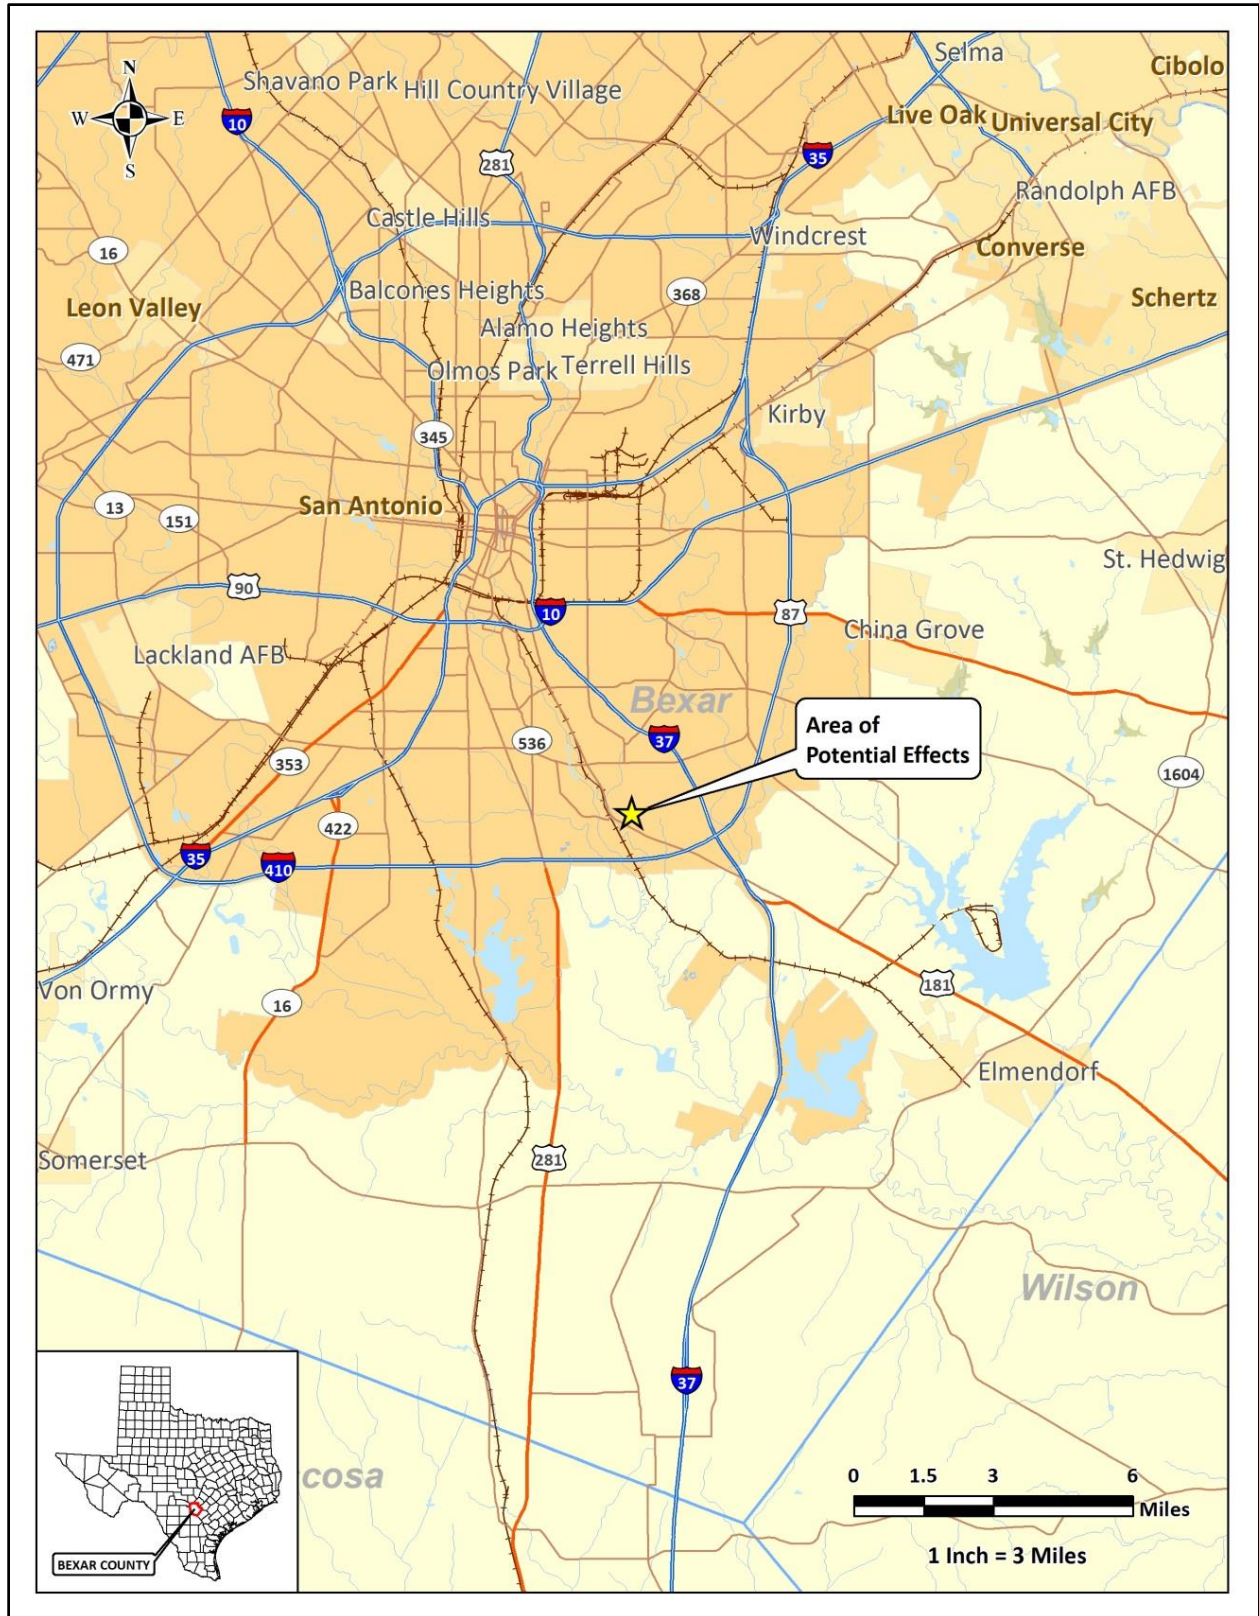 Selma
Cibolo
Shavano Park
Hill Country Village
N
W
E
S
10
Live Oak
Universal City
281
35
Randolph AFB
Castle Hills
Windcrest
Converse
16
Balcones Heights
368
Schertz
Leon Valley
Alamo Heights
471
Olmos Park
Terrell Hills
Kirby
345
13
151
San Antonio
St. Hedwig
90
10
87
China Grove
Lackland AFB
Bexar
Area of
Potential Effects
536
37
353
1604
422
35
410
181
Von Ormy
16
Elmendorf
Somerset
281
Wilson
37
cosa
BEXAR COUNTY
0
1.5
3
6
Miles
1 Inch = 3 Miles